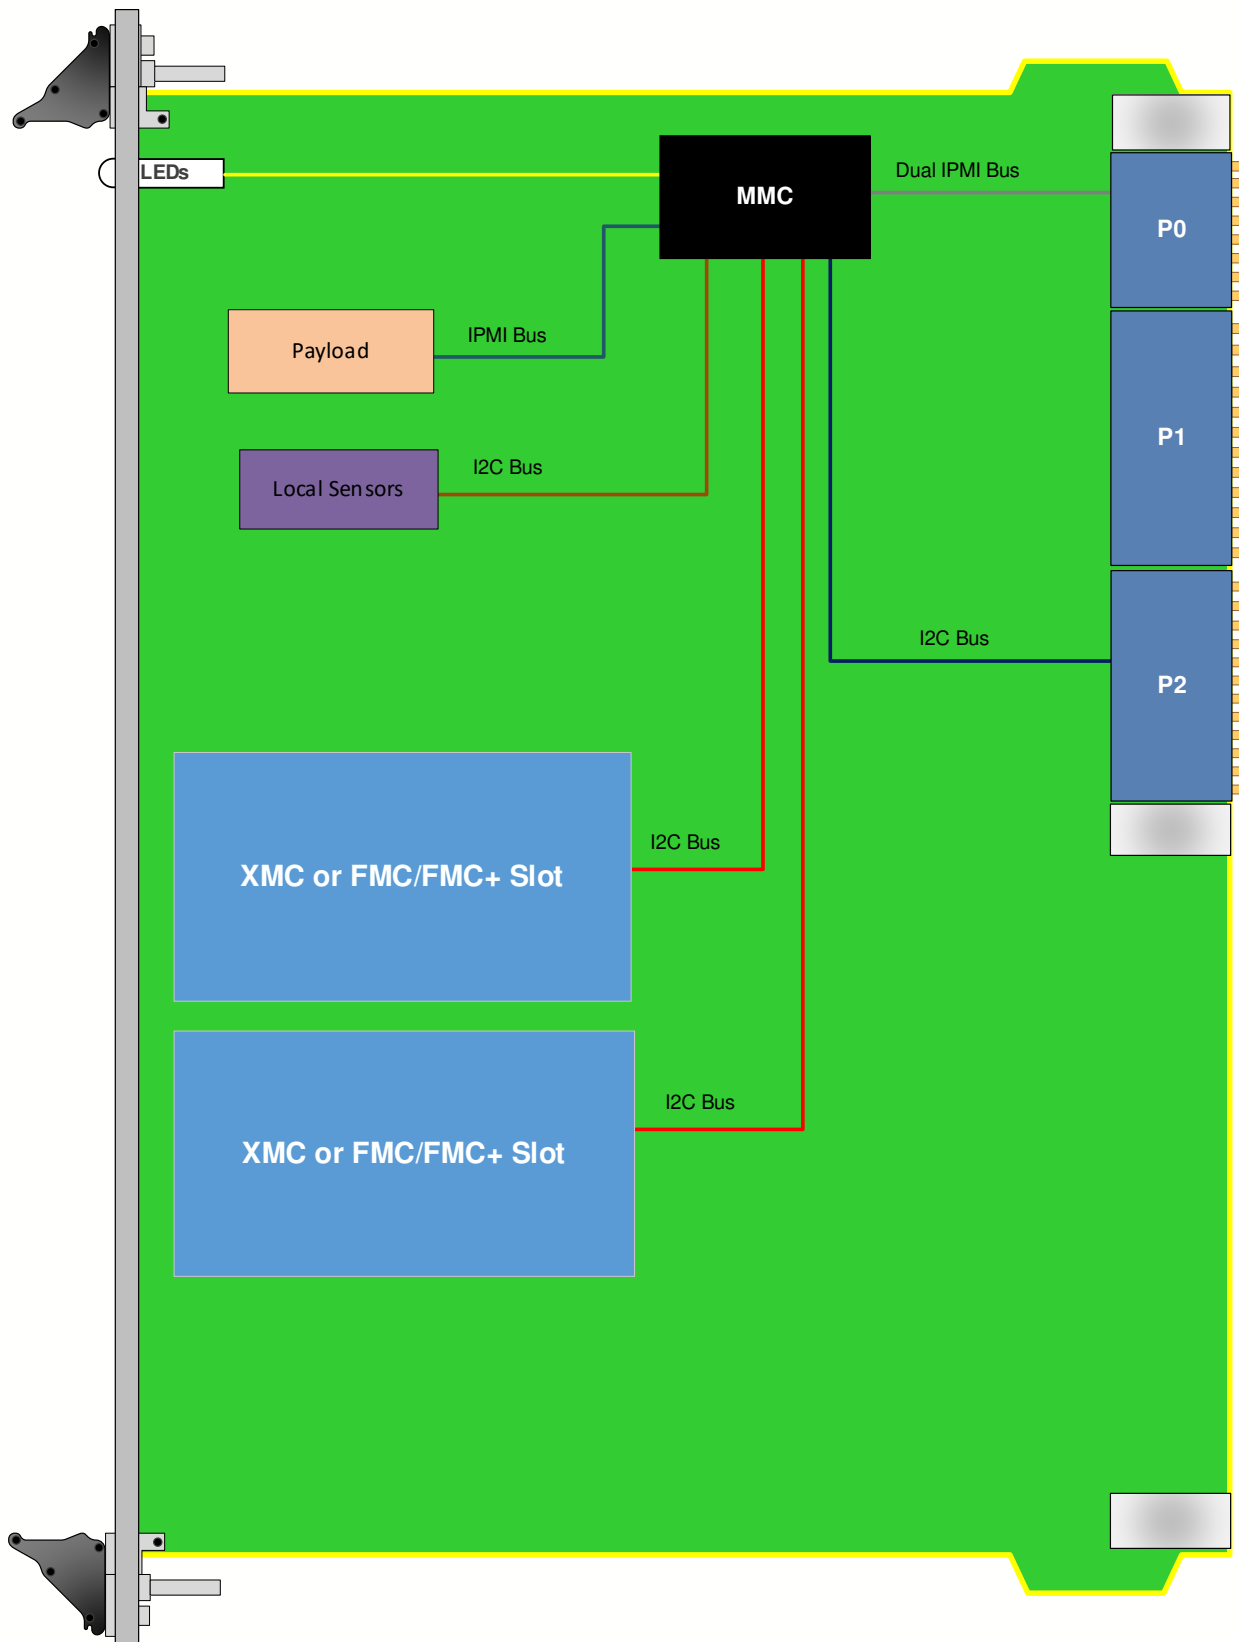 LEDs
MMC
Dual IPMI Bus
P0
IPMI Bus
Payload
P1
I2C Bus
Local Sensors
I2C Bus
P2
I2C Bus
XMC or FMC/FMC+ Slot
I2C Bus
XMC or FMC/FMC+ Slot